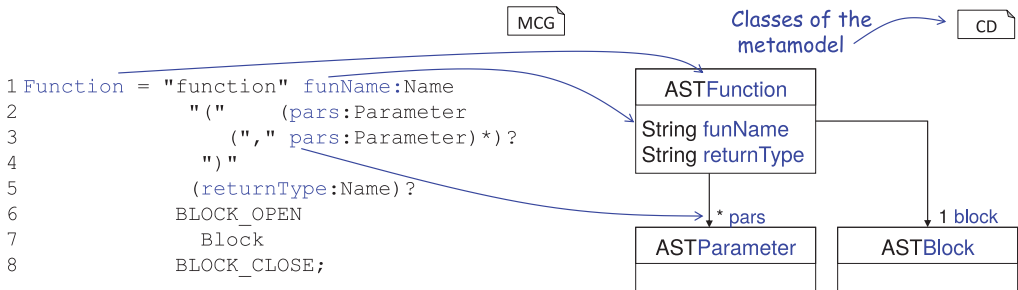 MCG
Classes of the
metamodel
CD
1 Function = "function" funName:Name
2 "(" (pars:Parameter
3 ("," pars:Parameter)*)?
4 ")"
5 (returnType:Name)?
6 BLOCK_OPEN
7 Block
8 BLOCK_CLOSE;
ASTFunction
String funName
String returnType
* pars
1 block
ASTParameter
ASTBlock